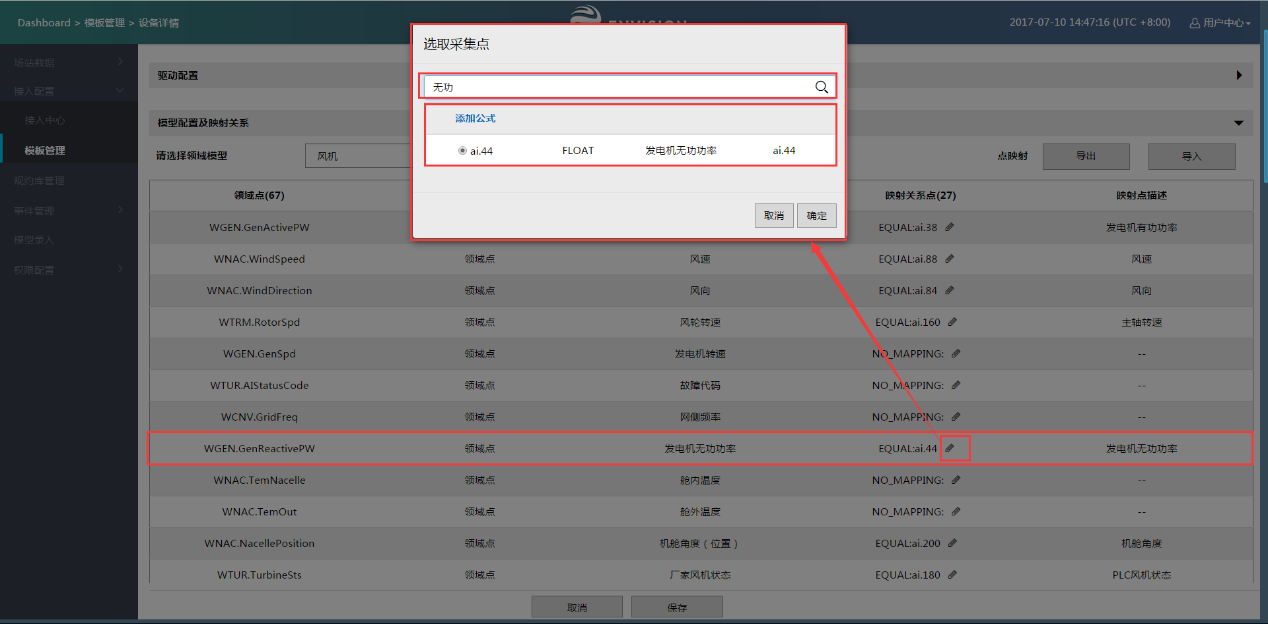 Dashboard > 模板管理 > 设备详情
ENVISION
2017-07-10 14:47:16 (UTC +8:00) 用户中心
场站数据
接入配置
接入中心
模板管理
规约库管理
事件管理
模型录入
权限配置
选取采集点
无功
添加公式
ai.44 FLOAT 发电机无功功率 ai.44
取消 确定
驱动配置
模型配置及映射关系
请选择领域模型 风机 点映射 导出 导入
领域点(67) 映射关系点(27) 映射点描述
WGEN.GenActivePW EQUAL:ai.38 发电机有功功率
WNAC.WindSpeed 领域点 风速 EQUAL:ai.88 风速
WNAC.WindDirection 领域点 风向 EQUAL:ai.84 风向
WTRM.RotorSpd 领域点 风轮转速 EQUAL:ai.160 主轴转速
WGEN.GenSpd 领域点 发电机转速 NO_MAPPING: --
WTUR.AIStatusCode 领域点 故障代码 NO_MAPPING: --
WCNV.GridFreq 领域点 网侧频率 NO_MAPPING: --
WGEN.GenReactivePW 领域点 发电机无功功率 EQUAL:ai.44 发电机无功功率
WNAC.TemNacelle 领域点 舱内温度 NO_MAPPING: --
WNAC.TemOut 领域点 舱外温度 NO_MAPPING: --
WNAC.NacellePosition 领域点 机舱角度（位置） EQUAL:ai.200 机舱角度
WTUR.TurbineSts 领域点 厂家风机状态 EQUAL:ai.180 PLC风机状态
取消 保存